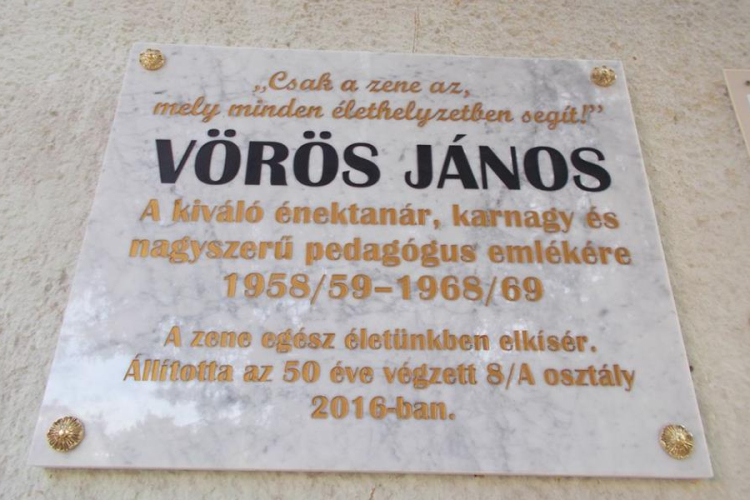 „Csak a zene az,
mely minden élethelyzetben segít!”
VÖRÖS JÁNOS
A kiváló énektanár, karnagy és
nagyszerű pedagógus emlékére
1958/59-1968/69
A zene egész életünkben elkísér.
Állította az 50 éve végzett 8/A osztály
2016-ban.